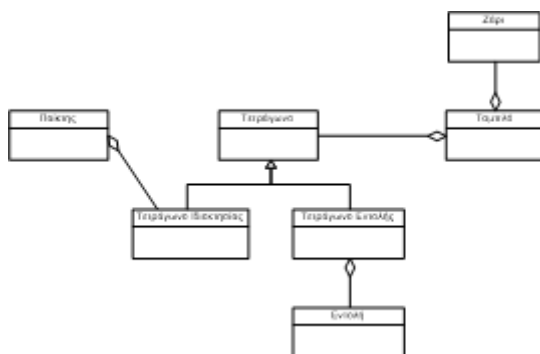 Ζάρι
Παίκτης
Τετράγωνο
Ταμπλό
Τετράγωνο Ιδιοκτησίας
Τετράγωνο Εντολής
Εντολή